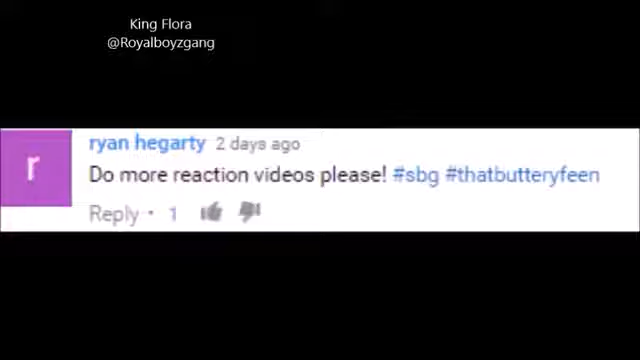 King Flora
@Royalboyzgang
r
ryan hegarty 2 days ago
Do more reaction videos please! #sbg #thatbutteryfeen
Reply · 1